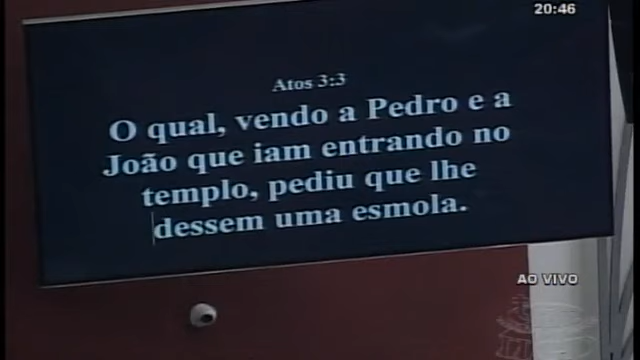 20:46
Atos 3:3
O qual, vendo a Pedro e a
João que iam entrando no
templo, pediu que lhe
dessem uma esmola.
AO VIVO